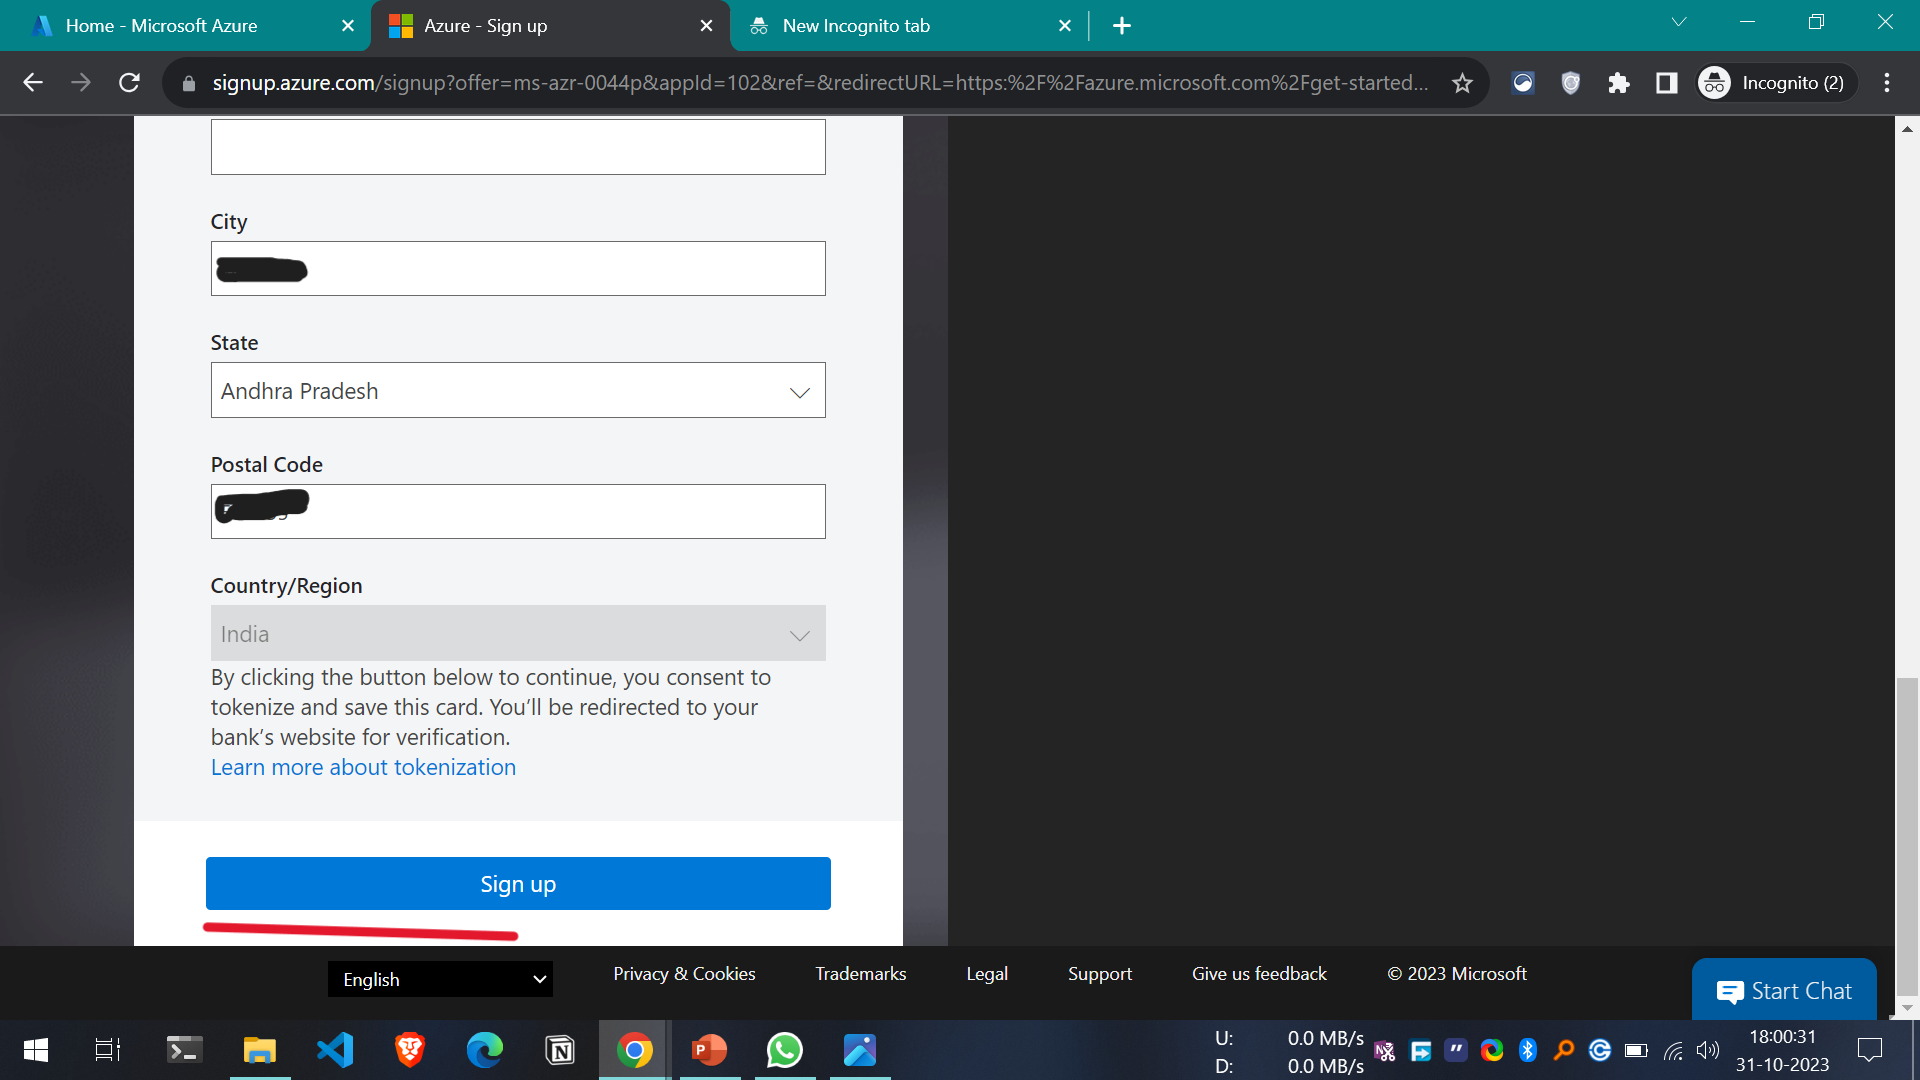 Home - Microsoft Azure
Azure - Sign up
New Incognito tab
signup.azure.com/signup?offer=ms-azr-0044p&appId=102&ref=&redirectURL=https:%2F%2Fazure.microsoft.com%2Fget-started...
Incognito (2)
City
State
Andhra Pradesh
Postal Code
Country/Region
India
By clicking the button below to continue, you consent to
tokenize and save this card. You’ll be redirected to your
bank’s website for verification.
Learn more about tokenization
Sign up
English
Privacy & Cookies
Trademarks
Legal
Support
Give us feedback
© 2023 Microsoft
Start Chat
U: 0.0 MB/s
D: 0.0 MB/s
18:00:31
31-10-2023